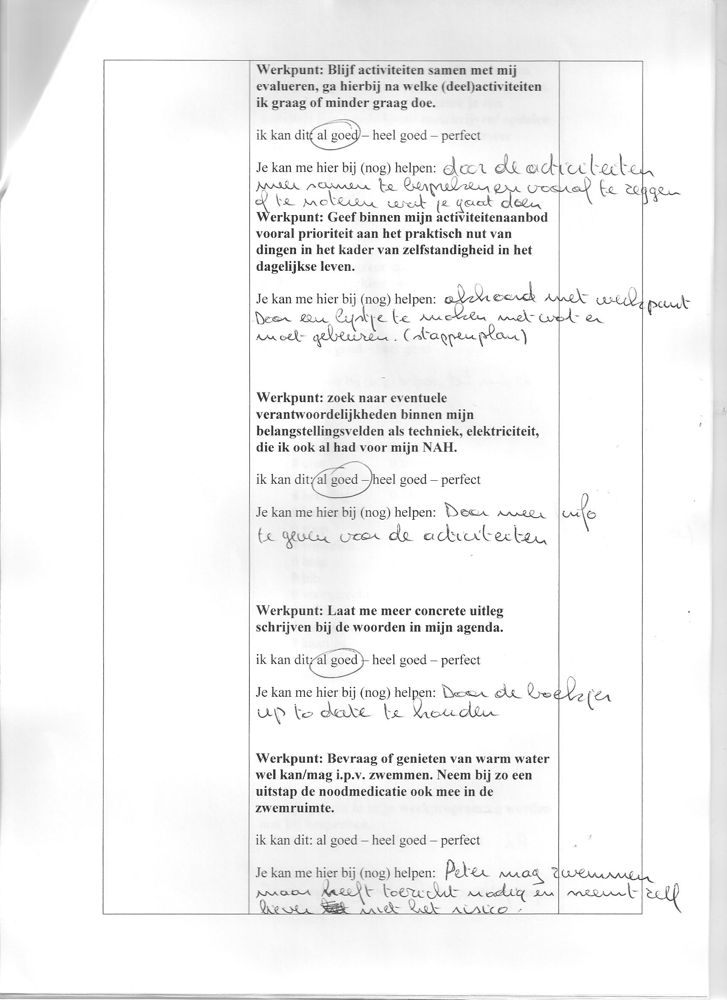 Werkpunt: Blijf activiteiten samen met mij
evalueren, ga hierbij na welke (deel)activiteiten
ik graag of minder graag doe.
ik kan dit: al goed – heel goed – perfect
Je kan me hier bij (nog) helpen: door de activiteiten
meer samen te bespreken en vooraf te zeggen
of te noteren wat je gaat doen
Werkpunt: Geef binnen mijn activiteitenaanbod
vooral prioriteit aan het praktisch nut van
dingen in het kader van zelfstandigheid in het
dagelijkse leven.
Je kan me hier bij (nog) helpen: akkoord met werkpunt
Door een lijstje te maken met wat er
moet gebeuren. (stappenplan)
Werkpunt: zoek naar eventuele
verantwoordelijkheden binnen mijn
belangstellingsvelden als techniek, elektriciteit,
die ik ook al had voor mijn NAH.
ik kan dit: al goed – heel goed – perfect
Je kan me hier bij (nog) helpen: Door meer info
te geven voor de activiteiten
Werkpunt: Laat me meer concrete uitleg
schrijven bij de woorden in mijn agenda.
ik kan dit: al goed – heel goed – perfect
Je kan me hier bij (nog) helpen: Door de boekjes
up to date te houden
Werkpunt: Bevraag of genieten van warm water
wel kan/mag i.p.v. zwemmen. Neem bij zo een
uitstap de noodmedicatie ook mee in de
zwemruimte.
ik kan dit: al goed – heel goed – perfect
Je kan me hier bij (nog) helpen: Peter mag zwemmen
maar heeft toezicht nodig en neemt zelf
liever niet het risico.